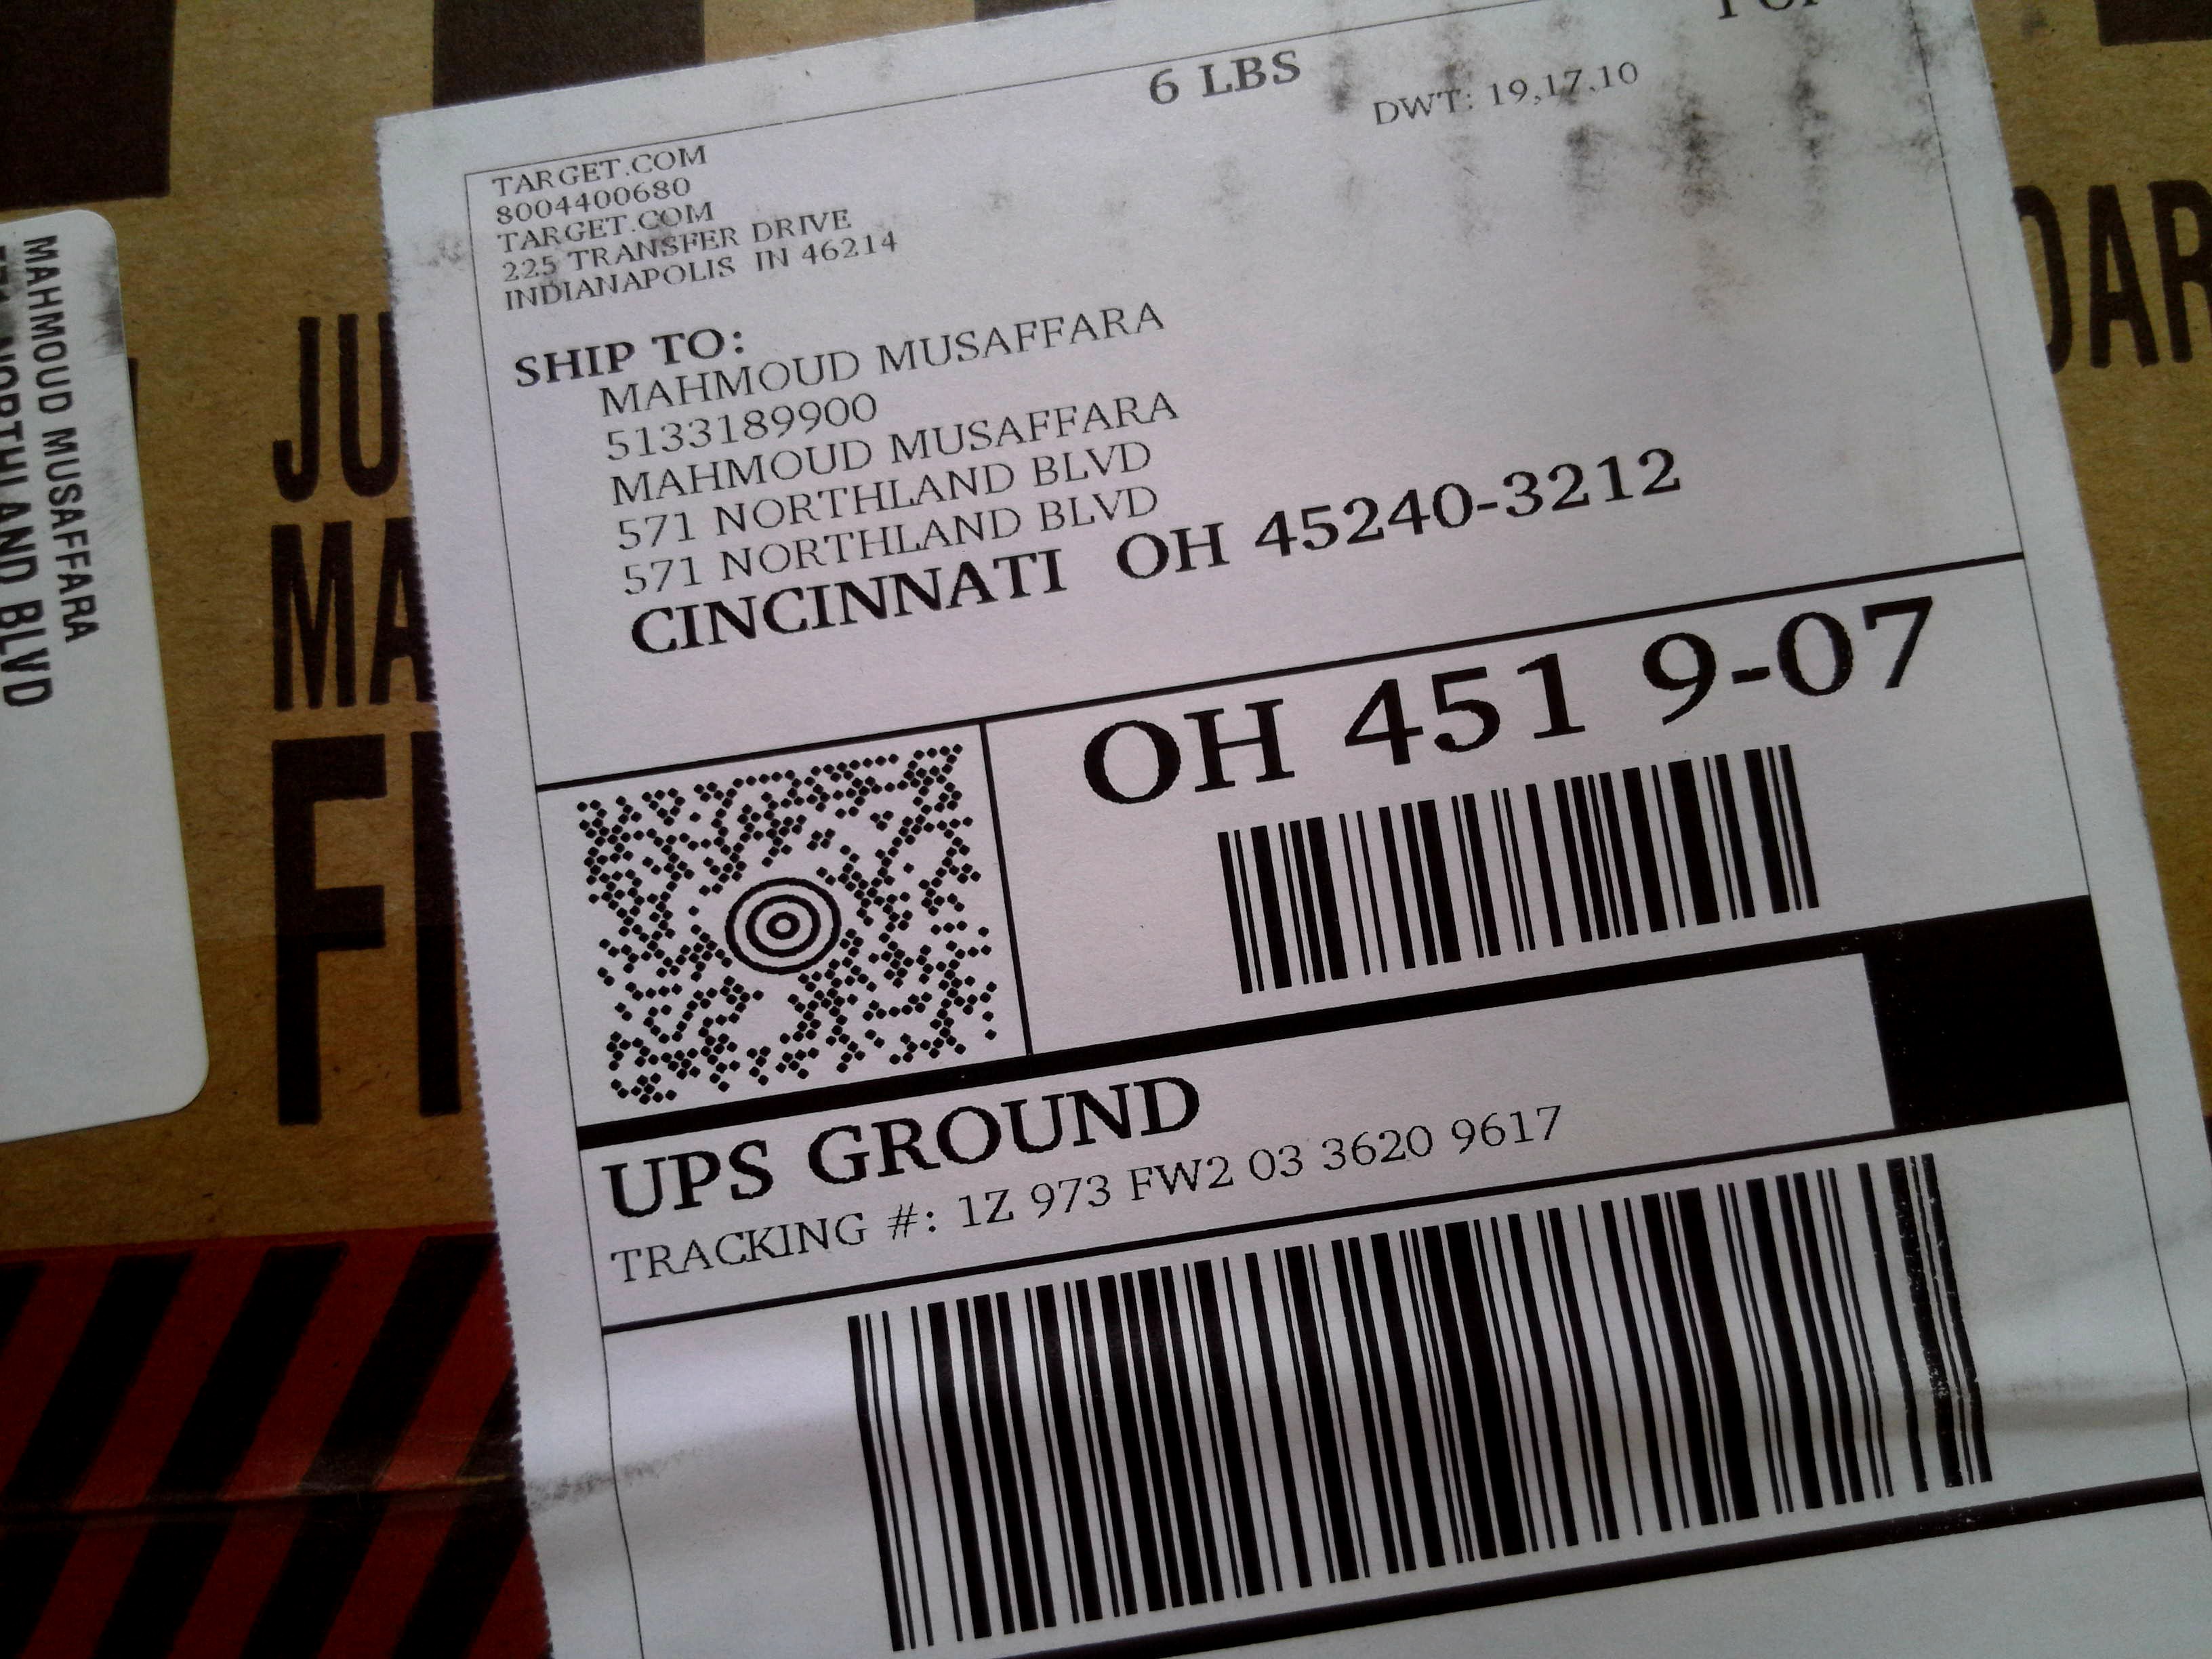 6 LBS
DWT: 19,17,10
TARGET.COM
8004400680
TARGET.COM
225 TRANSFER DRIVE
INDIANAPOLIS IN 46214
SHIP TO:
MAHMOUD MUSAFFARA
5133189900
MAHMOUD MUSAFFARA
571 NORTHLAND BLVD
571 NORTHLAND BLVD
CINCINNATI OH 45240-3212
OH 451 9-07
UPS GROUND
TRACKING #: 1Z 973 FW2 03 3620 9617
MAHMOUD MUSAFFARA
NORTHLAND BLVD